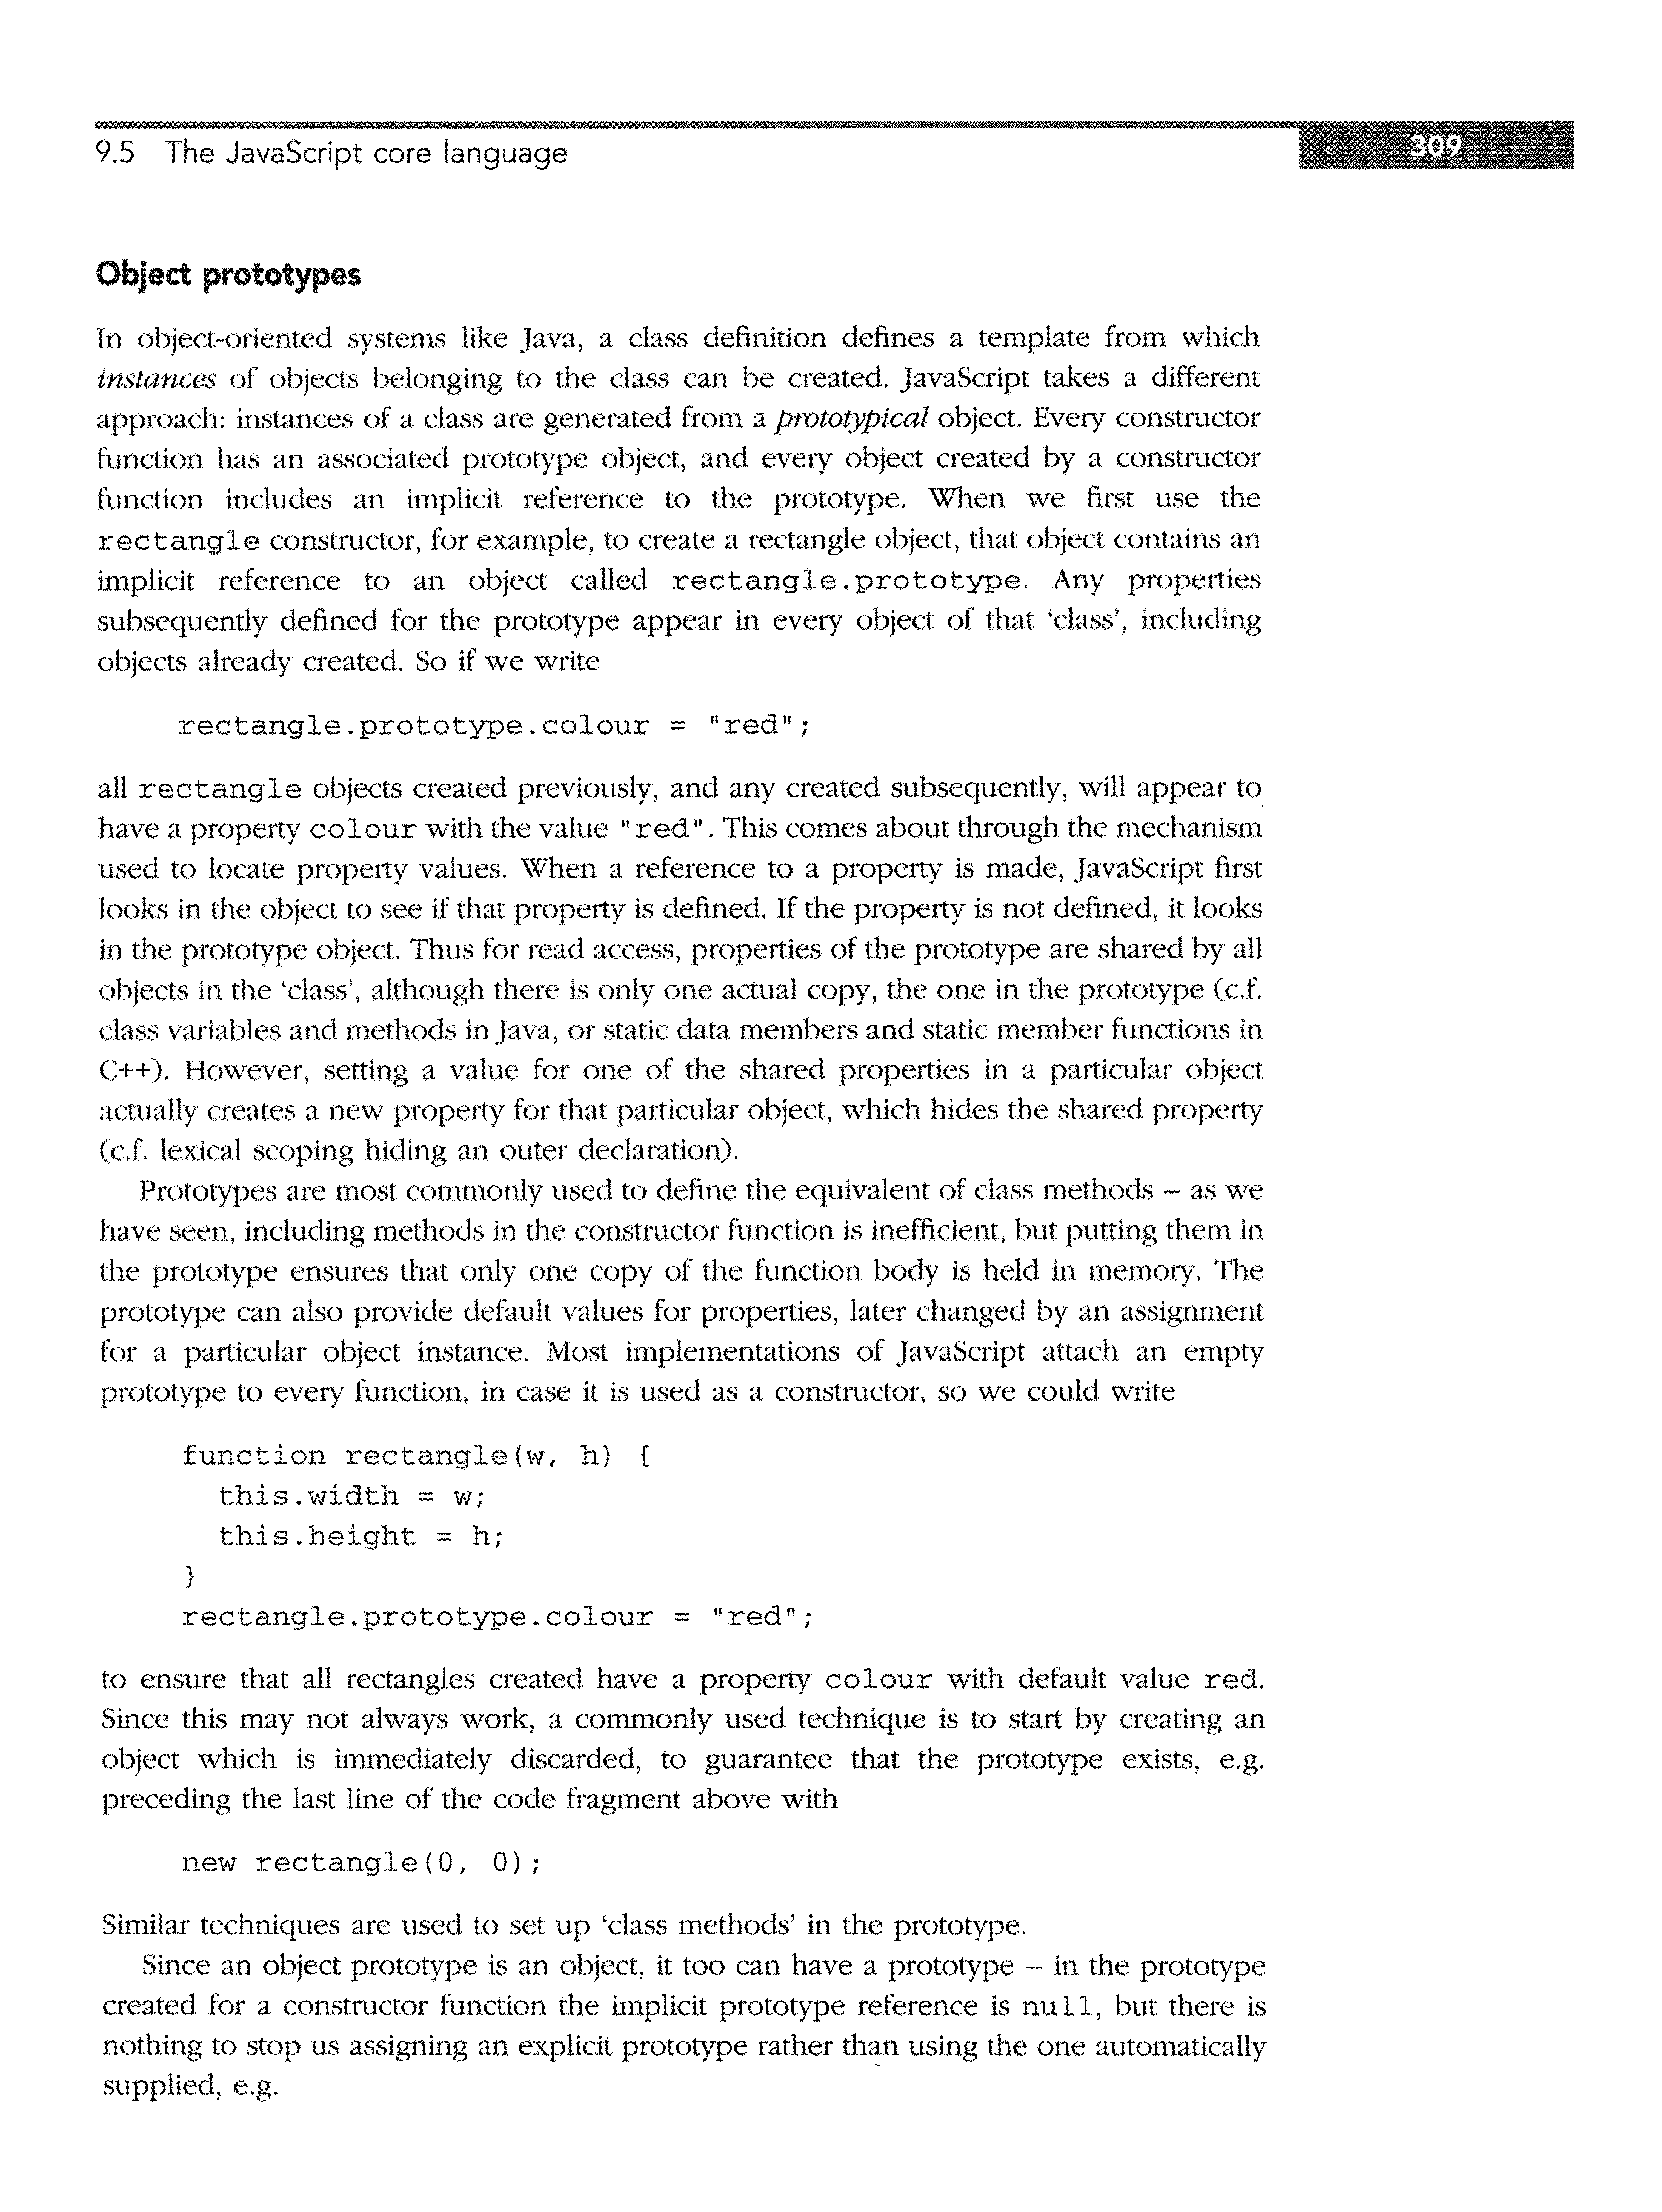 9.5 The JavaScript core language 309
Object prototypes
In object-oriented systems like Java, a class definition defines a template from which
instances of objects belonging to the class can be created. JavaScript takes a different
approach: instances of a class are generated from a prototypical object. Every constructor
function has an associated prototype object, and every object created by a constructor
function includes an implicit reference to the prototype. When we first use the
rectangle constructor, for example, to create a rectangle object, that object contains an
implicit reference to an object called rectangle.prototype. Any properties
subsequently defined for the prototype appear in every object of that ‘class’, including
objects already created. So if we write
rectangle.prototype.colour = "red";
all rectangle objects created previously, and any created subsequently, will appear to
have a property colour with the value "red". This comes about through the mechanism
used to locate property values. When a reference to a property is made, JavaScript first
looks in the object to see if that property is defined. If the property is not defined, it looks
in the prototype object. Thus for read access, properties of the prototype are shared by all
objects in the ‘class’, although there is only one actual copy, the one in the prototype (c.f.
class variables and methods in Java, or static data members and static member functions in
C++). However, setting a value for one of the shared properties in a particular object
actually creates a new property for that particular object, which hides the shared property
(c.f. lexical scoping hiding an outer declaration).
Prototypes are most commonly used to define the equivalent of class methods – as we
have seen, including methods in the constructor function is inefficient, but putting them in
the prototype ensures that only one copy of the function body is held in memory. The
prototype can also provide default values for properties, later changed by an assignment
for a particular object instance. Most implementations of JavaScript attach an empty
prototype to every function, in case it is used as a constructor, so we could write
function rectangle(w, h) {
this.width = w;
this.height = h;
}
rectangle.prototype.colour = "red";
to ensure that all rectangles created have a property colour with default value red.
Since this may not always work, a commonly used technique is to start by creating an
object which is immediately discarded, to guarantee that the prototype exists, e.g.
preceding the last line of the code fragment above with
new rectangle(0, 0);
Similar techniques are used to set up ‘class methods’ in the prototype.
Since an object prototype is an object, it too can have a prototype – in the prototype
created for a constructor function the implicit prototype reference is null, but there is
nothing to stop us assigning an explicit prototype rather than using the one automatically
supplied, e.g.